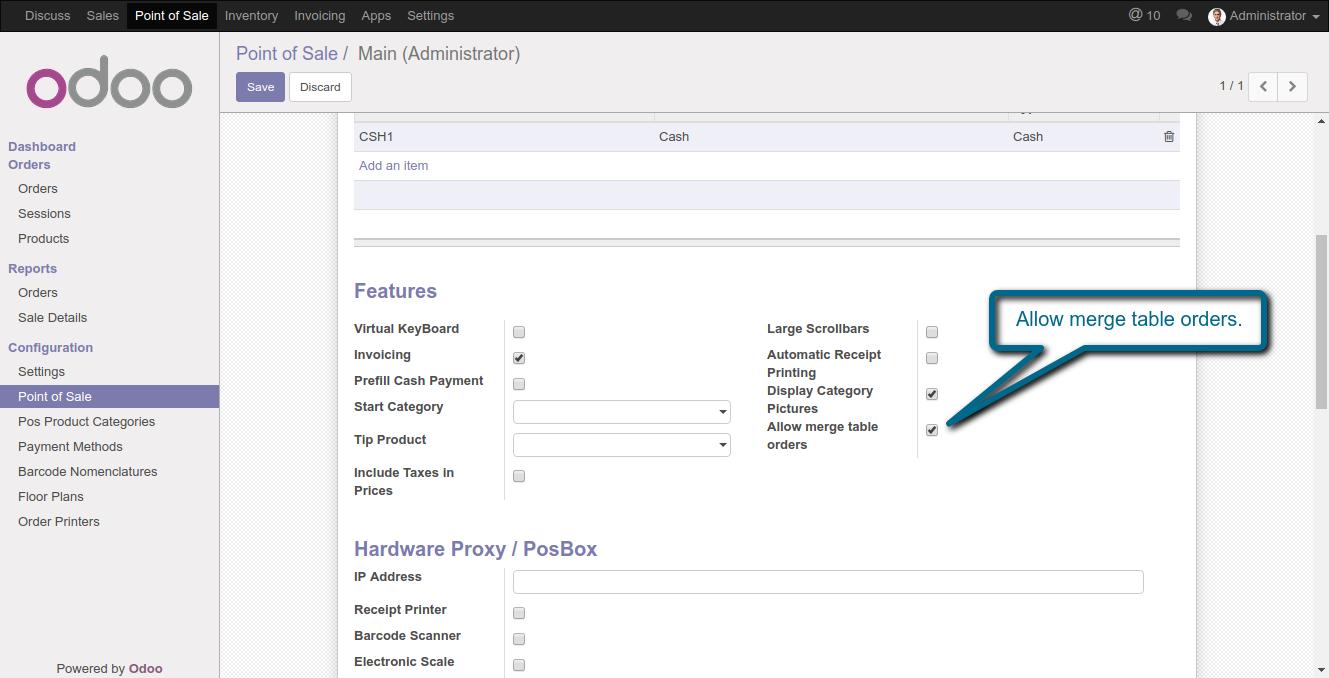 Discuss Sales Point of Sale Inventory Invoicing Apps Settings @ 10 Administrator
odoo
Point of Sale / Main (Administrator)
Save Discard 1 / 1
Dashboard
Orders
Orders
Sessions
Products
Reports
Orders
Sale Details
Configuration
Settings
Point of Sale
Pos Product Categories
Payment Methods
Barcode Nomenclatures
Floor Plans
Order Printers
Powered by Odoo
CSH1 Cash Cash
Add an item
Features
Virtual KeyBoard
Invoicing
Prefill Cash Payment
Start Category
Tip Product
Include Taxes in
Prices
Large Scrollbars
Automatic Receipt
Printing
Display Category
Pictures
Allow merge table
orders
Allow merge table orders.
Hardware Proxy / PosBox
IP Address
Receipt Printer
Barcode Scanner
Electronic Scale